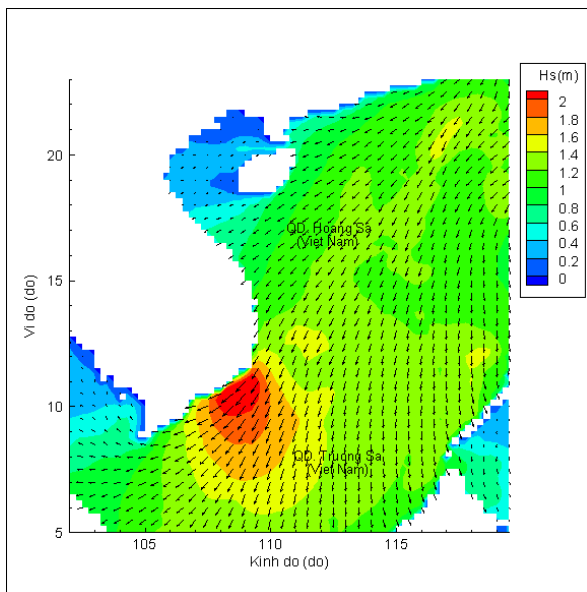 Hs(m)
2
1.8
1.6
1.4
1.2
1
0.8
0.6
0.4
0.2
0
20
15
10
5
Vi do (do)
QD. Hoang Sa
(Viet Nam)
QD. Truong Sa
(Viet Nam)
105
110
115
Kinh do (do)